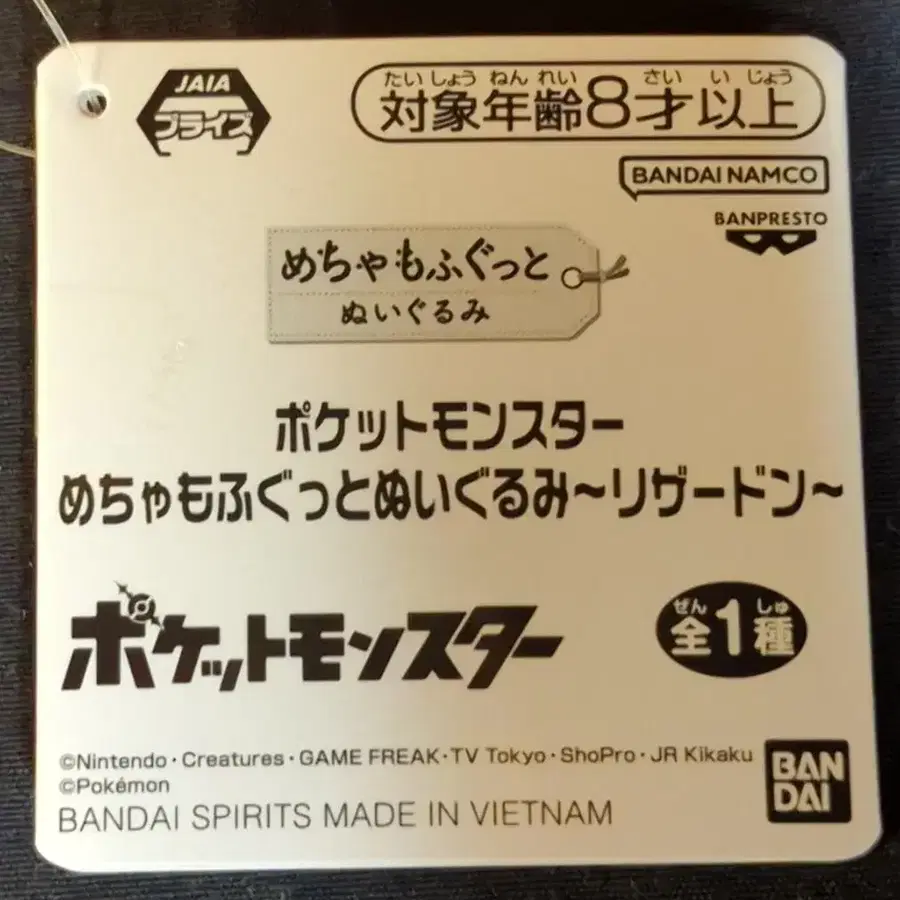 JAIA
プライズ
たいしょうねんれい さいいじょう
対象年齢8才以上
BANDAI NAMCO
BANPRESTO
めちゃもふぐっと
ぬいぐるみ
ポケットモンスター
めちゃもふぐっとぬいぐるみ~リザードン~
ポケットモンスター
ぜん しゅ
全1種
©Nintendo・Creatures・GAME FREAK・TV Tokyo・ShoPro・JR Kikaku
©Pokémon
BANDAI SPIRITS MADE IN VIETNAM
BAN
DAI